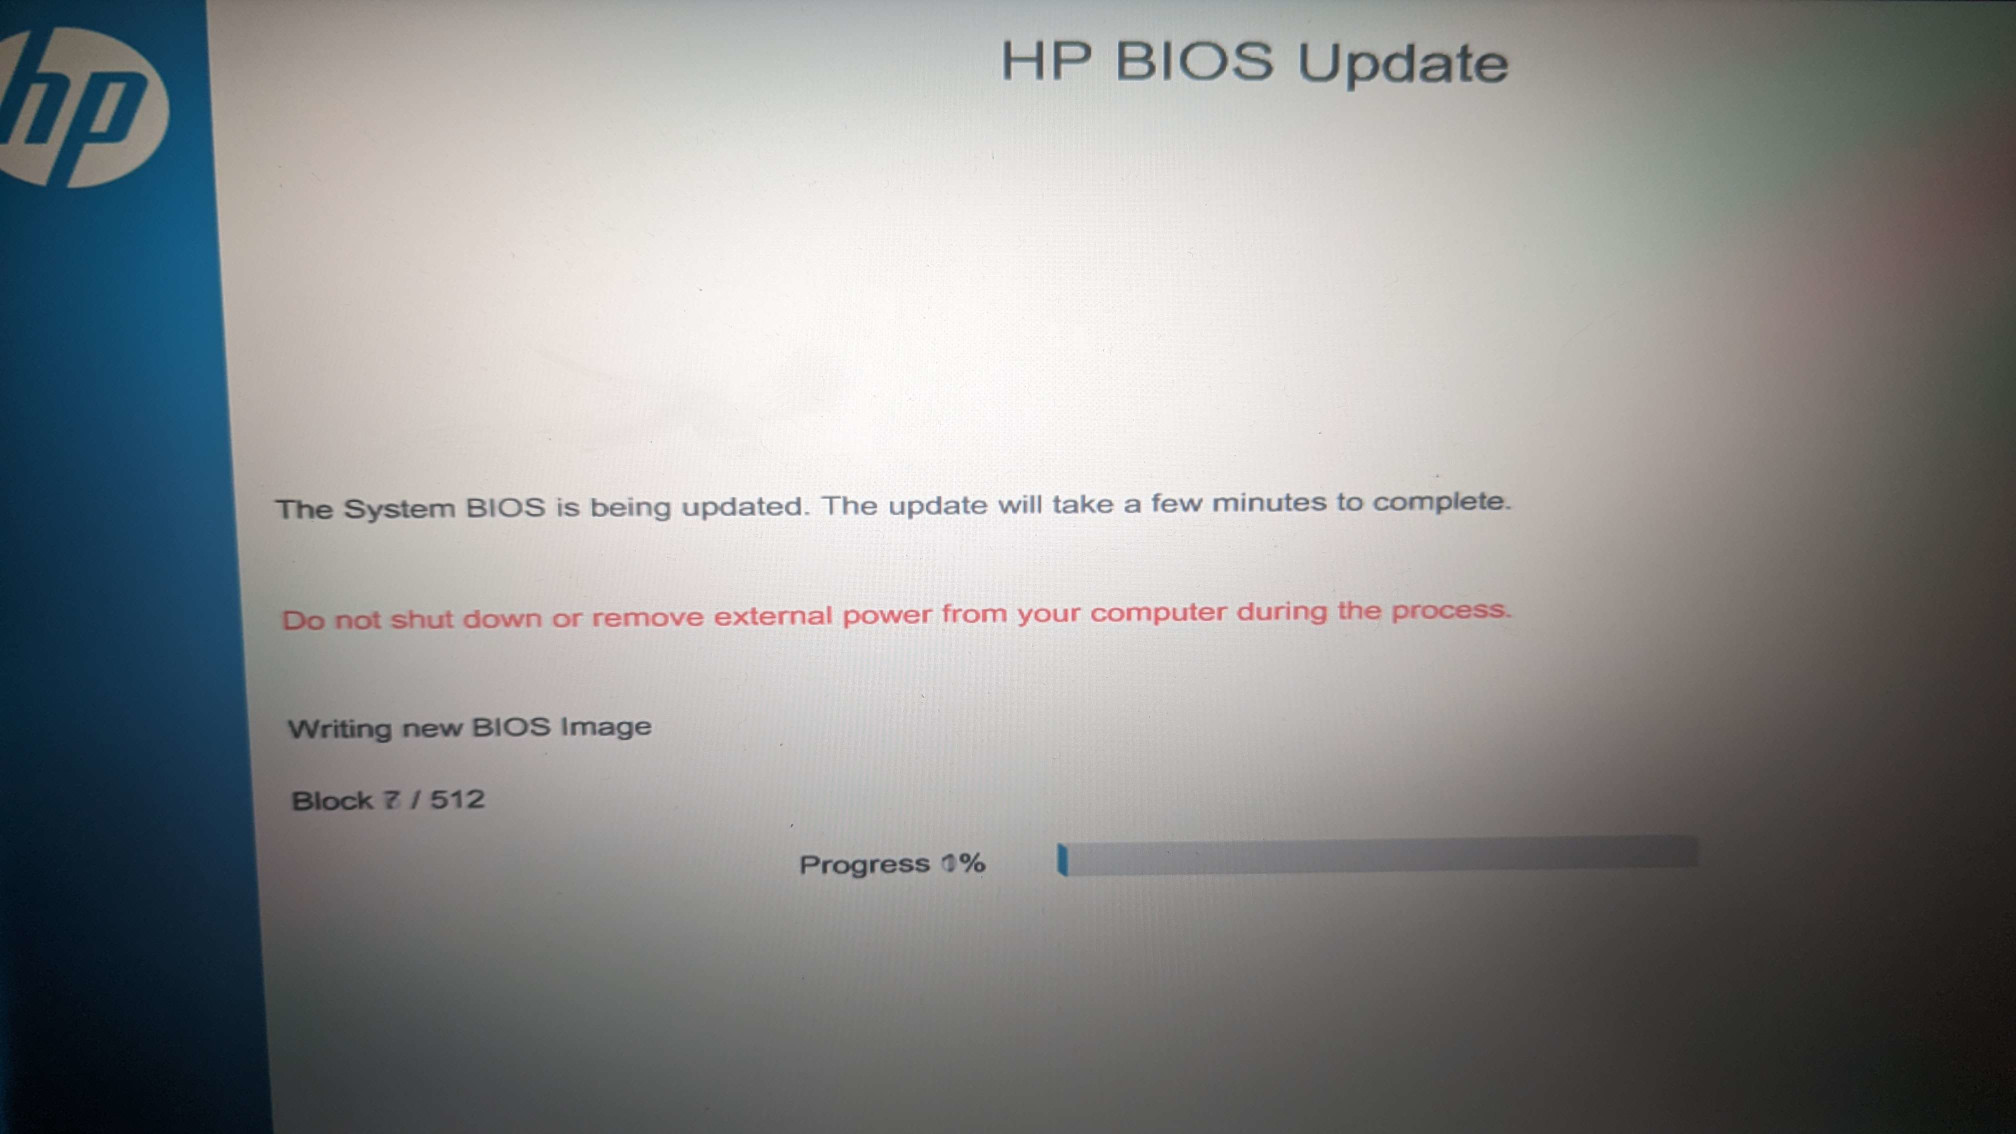 hp
HP BIOS Update
The System BIOS is being updated. The update will take a few minutes to complete.
Do not shut down or remove external power from your computer during the process.
Writing new BIOS Image
Block / 512
Progress %